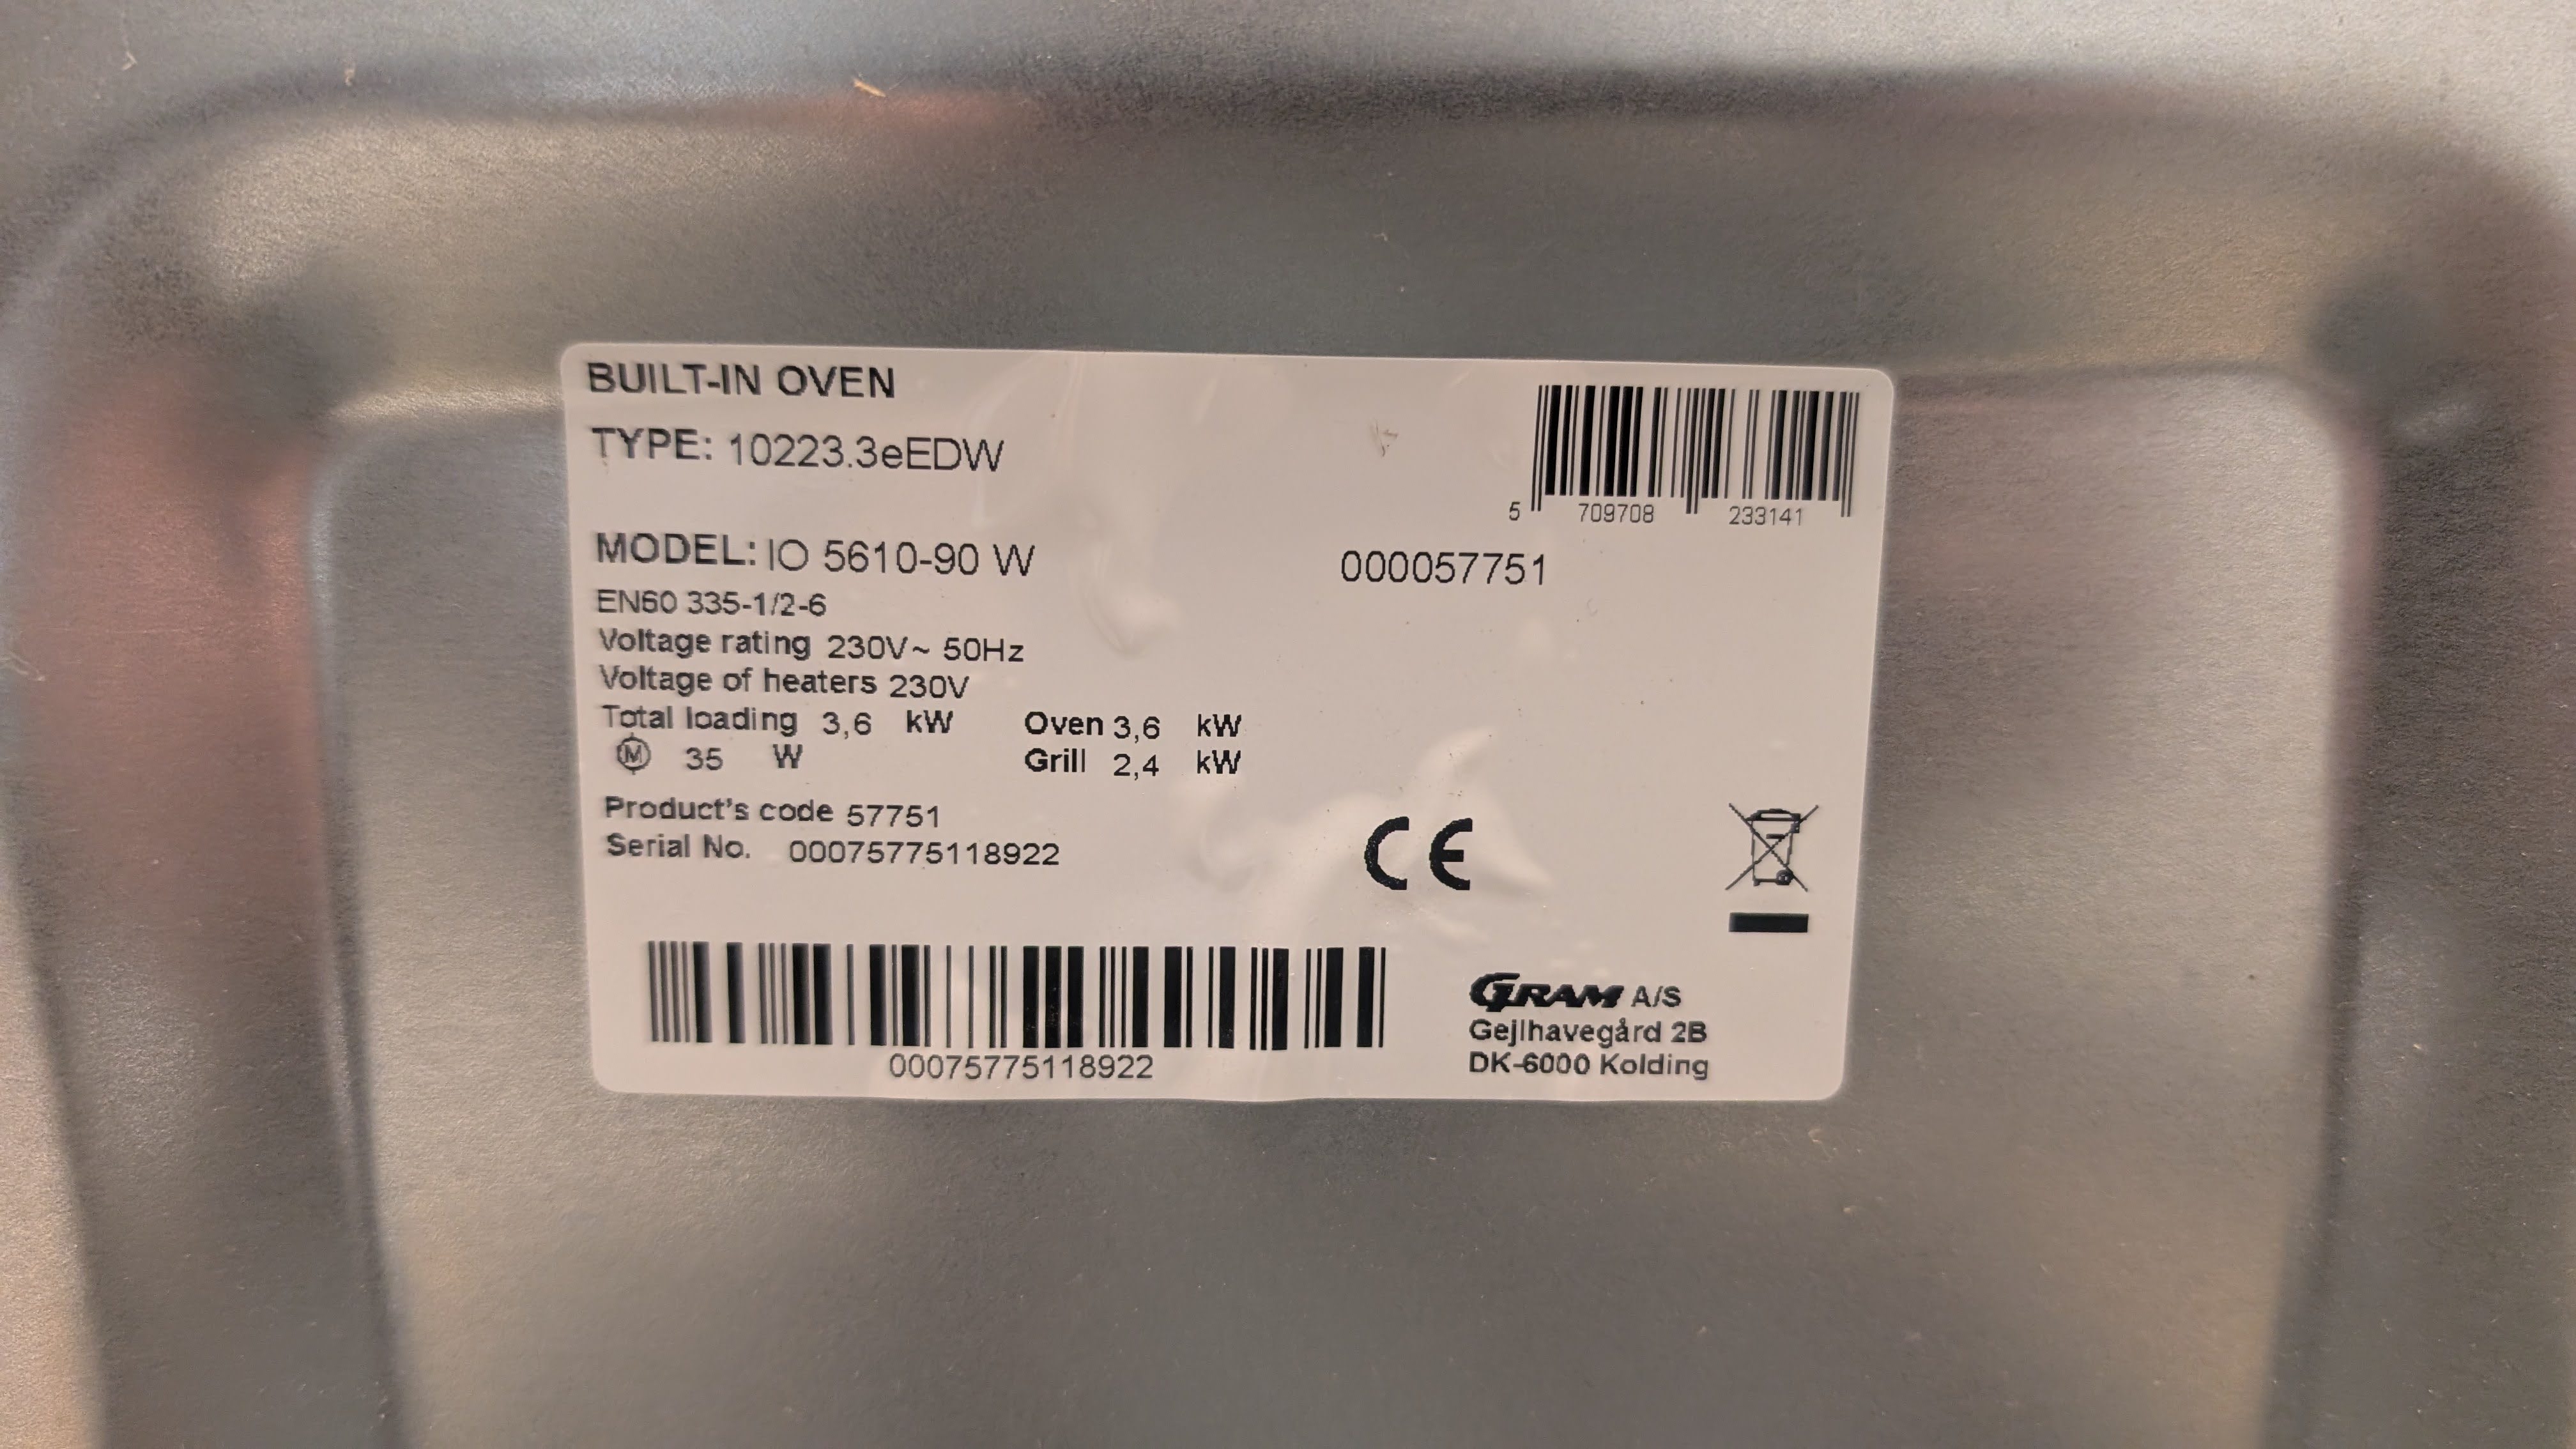 BUILT-IN OVEN
TYPE: 10223.3eEDW
5 709708 233141
MODEL: IO 5610-90 W
000057751
EN60 335-1/2-6
Voltage rating 230V~ 50Hz
Voltage of heaters 230V
Total loading 3,6 kW Oven 3,6 kW
M 35 W Grill 2,4 kW
Product's code 57751
Serial No. 00075775118922
CE
00075775118922
GRAM A/S
Gejlhavegård 2B
DK-6000 Kolding